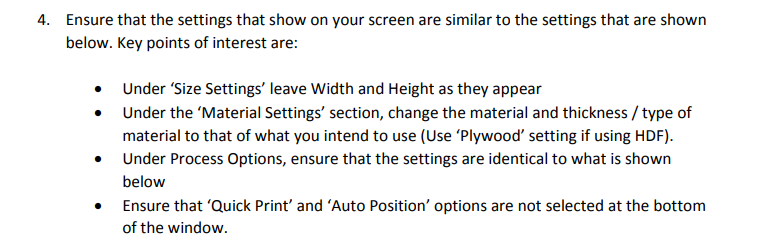 4. Ensure that the settings that show on your screen are similar to the settings that are shown
below. Key points of interest are:
• Under ‘Size Settings’ leave Width and Height as they appear
• Under the ‘Material Settings’ section, change the material and thickness / type of
material to that of what you intend to use (Use ‘Plywood’ setting if using HDF).
• Under Process Options, ensure that the settings are identical to what is shown
below
• Ensure that ‘Quick Print’ and ‘Auto Position’ options are not selected at the bottom
of the window.